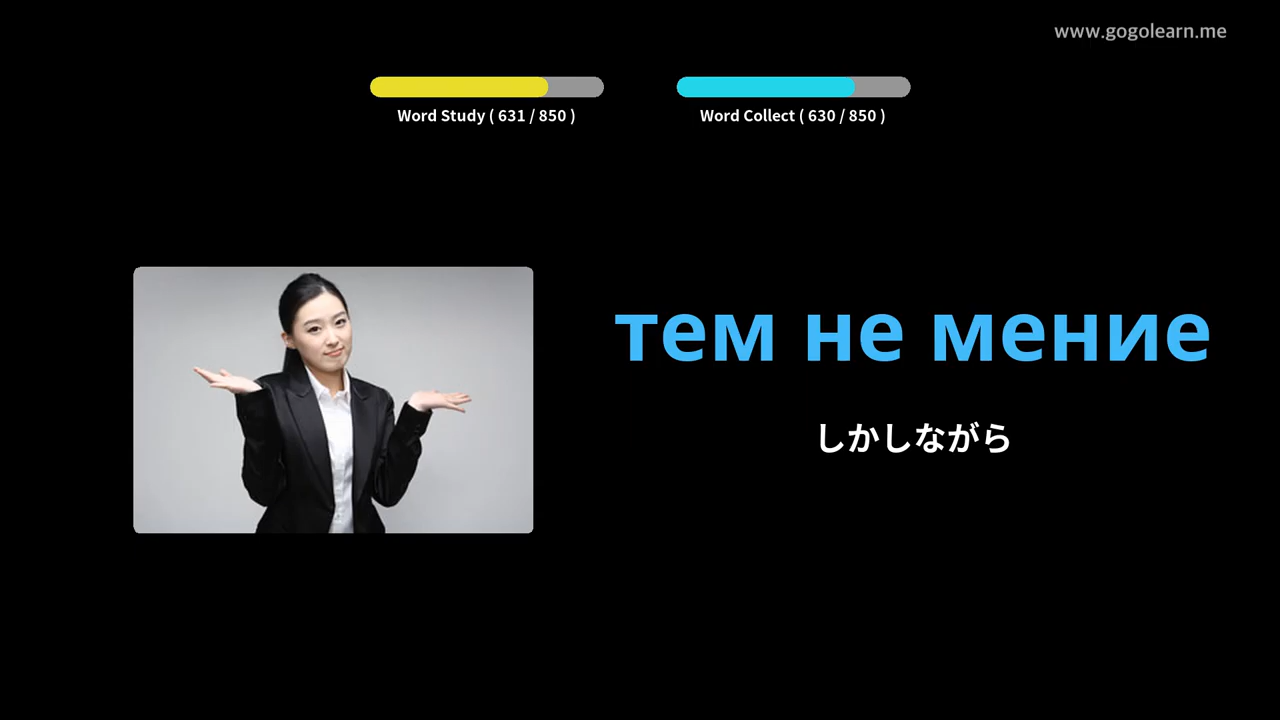 www.gogolearn.me
Word Study ( 631 / 850 )
Word Collect ( 630 / 850 )
тем не мение
しかしながら